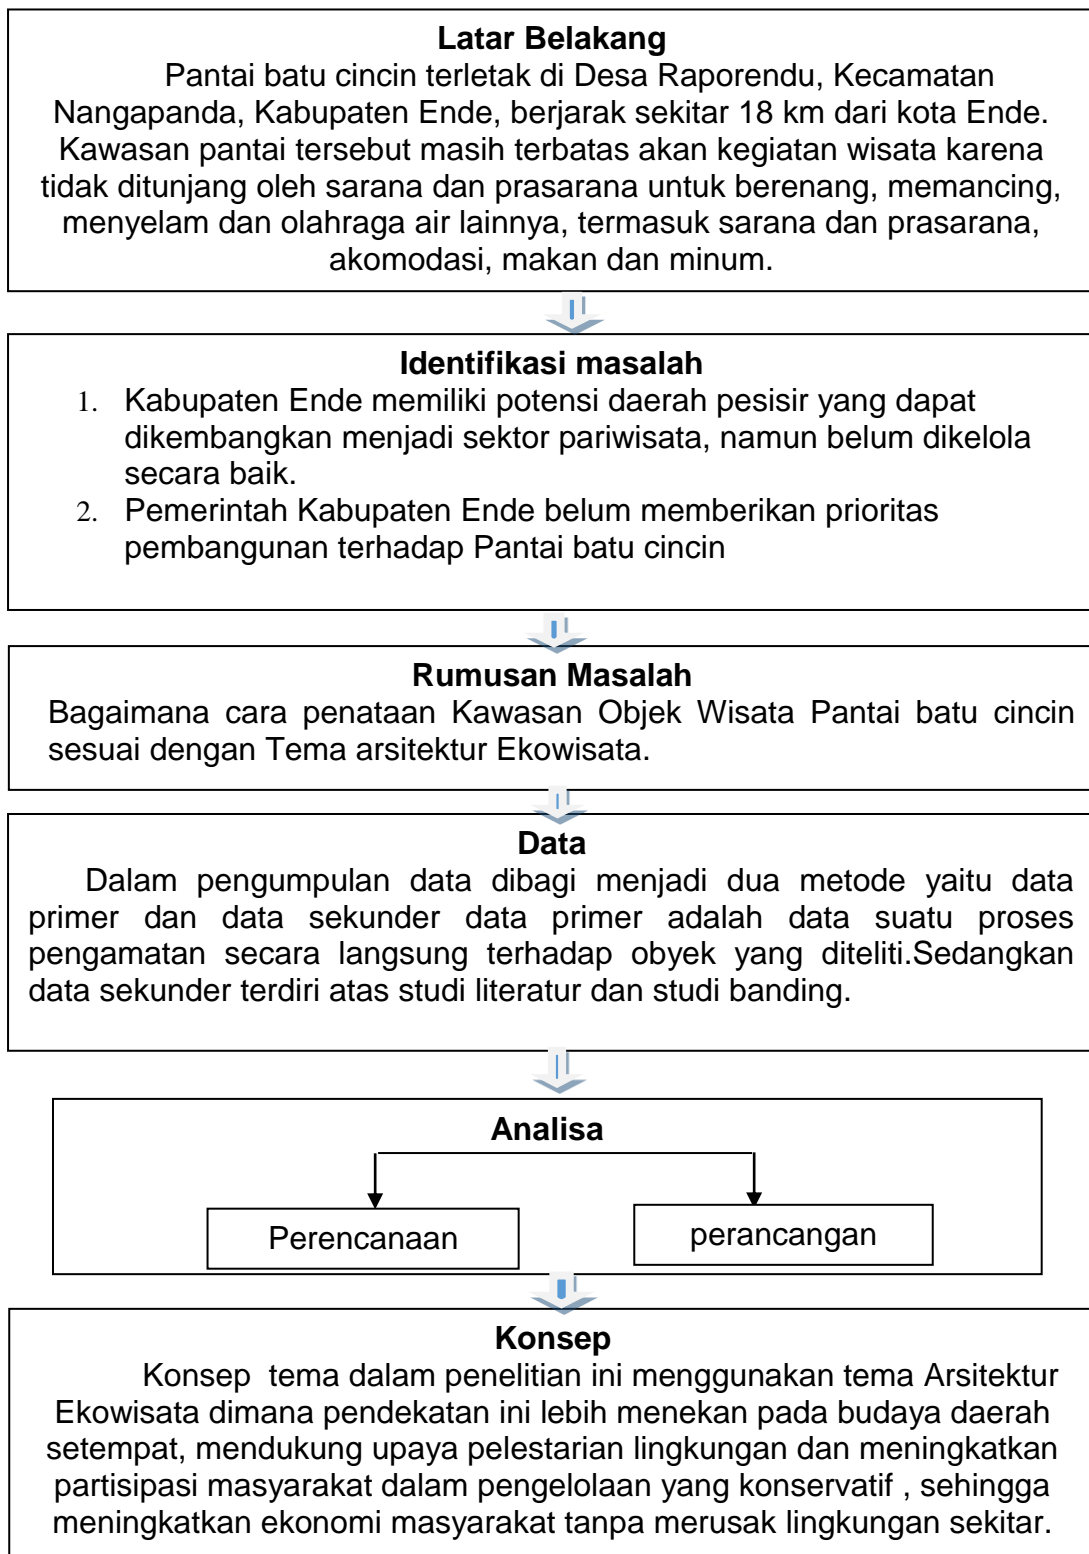 Latar Belakang
Pantai batu cincin terletak di Desa Raporendu, Kecamatan
Nangapanda, Kabupaten Ende, berjarak sekitar 18 km dari kota Ende.
Kawasan pantai tersebut masih terbatas akan kegiatan wisata karena
tidak ditunjang oleh sarana dan prasarana untuk berenang, memancing,
menyelam dan olahraga air lainnya, termasuk sarana dan prasarana,
akomodasi, makan dan minum.
Identifikasi masalah
1. Kabupaten Ende memiliki potensi daerah pesisir yang dapat
dikembangkan menjadi sektor pariwisata, namun belum dikelola
secara baik.
2. Pemerintah Kabupaten Ende belum memberikan prioritas
pembangunan terhadap Pantai batu cincin
Rumusan Masalah
Bagaimana cara penataan Kawasan Objek Wisata Pantai batu cincin
sesuai dengan Tema arsitektur Ekowisata.
Data
Dalam pengumpulan data dibagi menjadi dua metode yaitu data
primer dan data sekunder data primer adalah data suatu proses
pengamatan secara langsung terhadap obyek yang diteliti.Sedangkan
data sekunder terdiri atas studi literatur dan studi banding.
Analisa
Perencanaan
perancangan
Konsep
Konsep tema dalam penelitian ini menggunakan tema Arsitektur
Ekowisata dimana pendekatan ini lebih menekan pada budaya daerah
setempat, mendukung upaya pelestarian lingkungan dan meningkatkan
partisipasi masyarakat dalam pengelolaan yang konservatif , sehingga
meningkatkan ekonomi masyarakat tanpa merusak lingkungan sekitar.